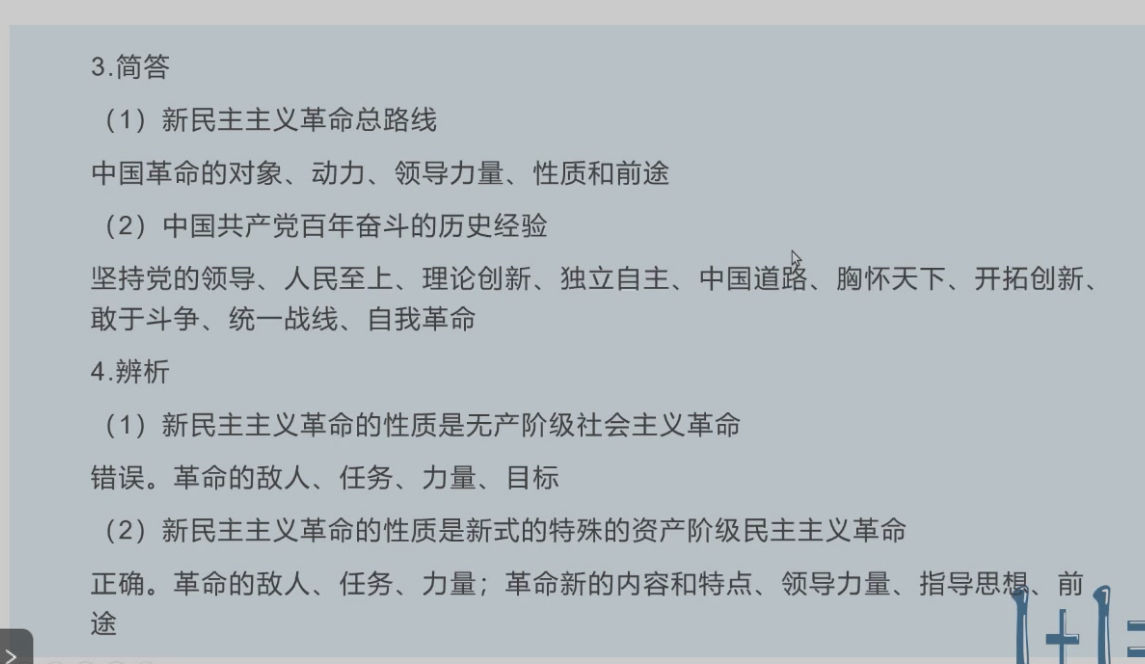 3.简答
（1）新民主主义革命总路线
中国革命的对象、动力、领导力量、性质和前途
（2）中国共产党百年奋斗的历史经验
坚持党的领导、人民至上、理论创新、独立自主、中国道路、胸怀天下、开拓创新、
敢于斗争、统一战线、自我革命
4.辨析
（1）新民主主义革命的性质是无产阶级社会主义革命
错误。革命的敌人、任务、力量、目标
（2）新民主主义革命的性质是新式的特殊的资产阶级民主主义革命
正确。革命的敌人、任务、力量；革命新的内容和特点、领导力量、指导思想、前
途
1+1=